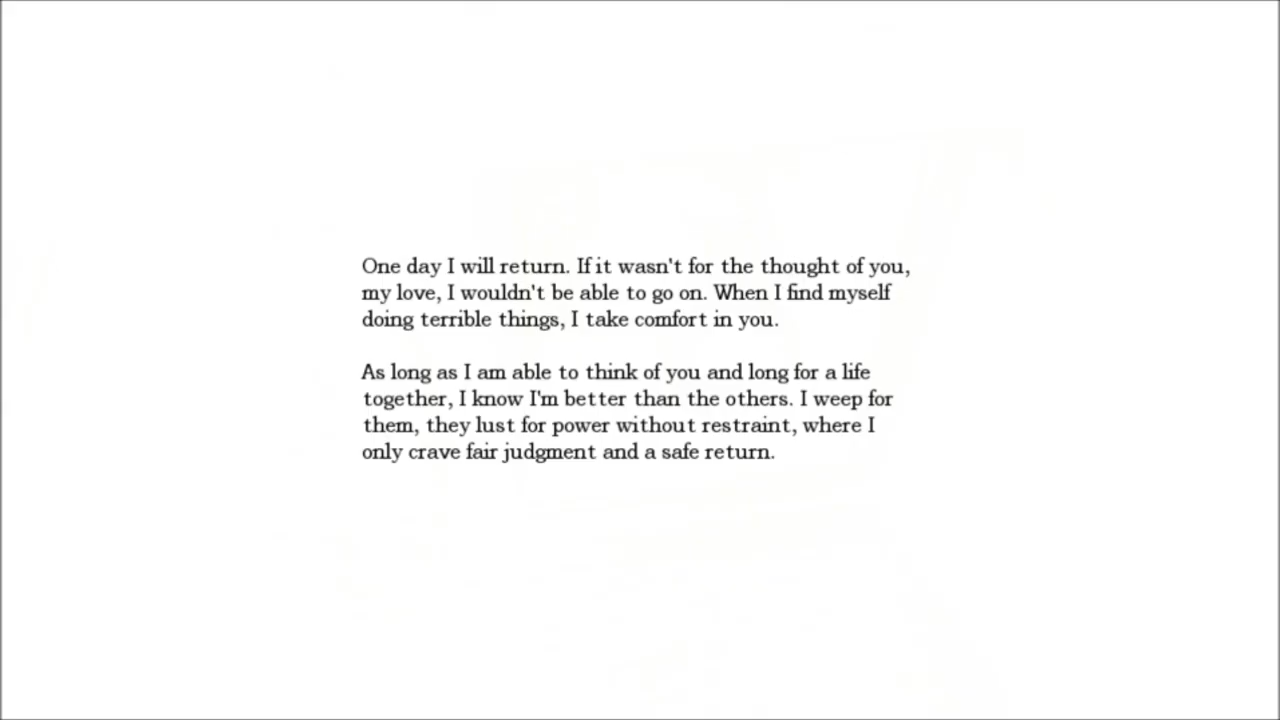 One day I will return. If it wasn't for the thought of you,
my love, I wouldn't be able to go on. When I find myself
doing terrible things, I take comfort in you.
As long as I am able to think of you and long for a life
together, I know I'm better than the others. I weep for
them, they lust for power without restraint, where I
only crave fair judgment and a safe return.